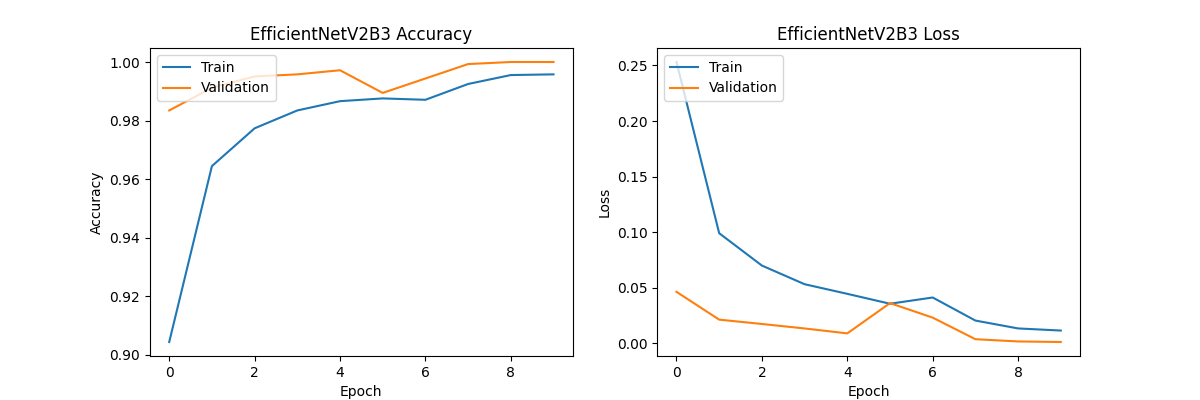 EfficientNetV2B3 Accuracy
Train
Validation
1.00
0.98
0.96
0.94
0.92
0.90
Accuracy
0 2 4 6 8
Epoch
EfficientNetV2B3 Loss
Train
Validation
0.25
0.20
0.15
0.10
0.05
0.00
Loss
0 2 4 6 8
Epoch